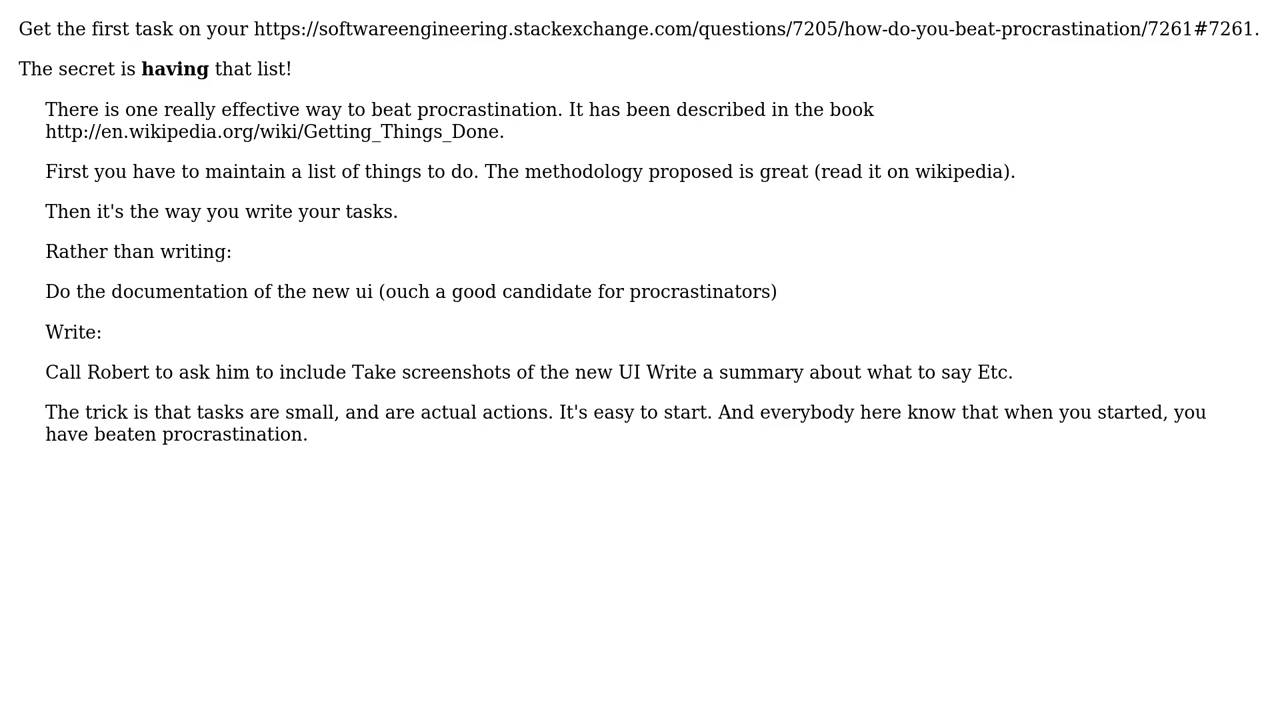 Get the first task on your https://softwareengineering.stackexchange.com/questions/7205/how-do-you-beat-procrastination/7261#7261.
The secret is having that list!
There is one really effective way to beat procrastination. It has been described in the book
http://en.wikipedia.org/wiki/Getting_Things_Done.
First you have to maintain a list of things to do. The methodology proposed is great (read it on wikipedia).
Then it's the way you write your tasks.
Rather than writing:
Do the documentation of the new ui (ouch a good candidate for procrastinators)
Write:
Call Robert to ask him to include Take screenshots of the new UI Write a summary about what to say Etc.
The trick is that tasks are small, and are actual actions. It's easy to start. And everybody here know that when you started, you
have beaten procrastination.